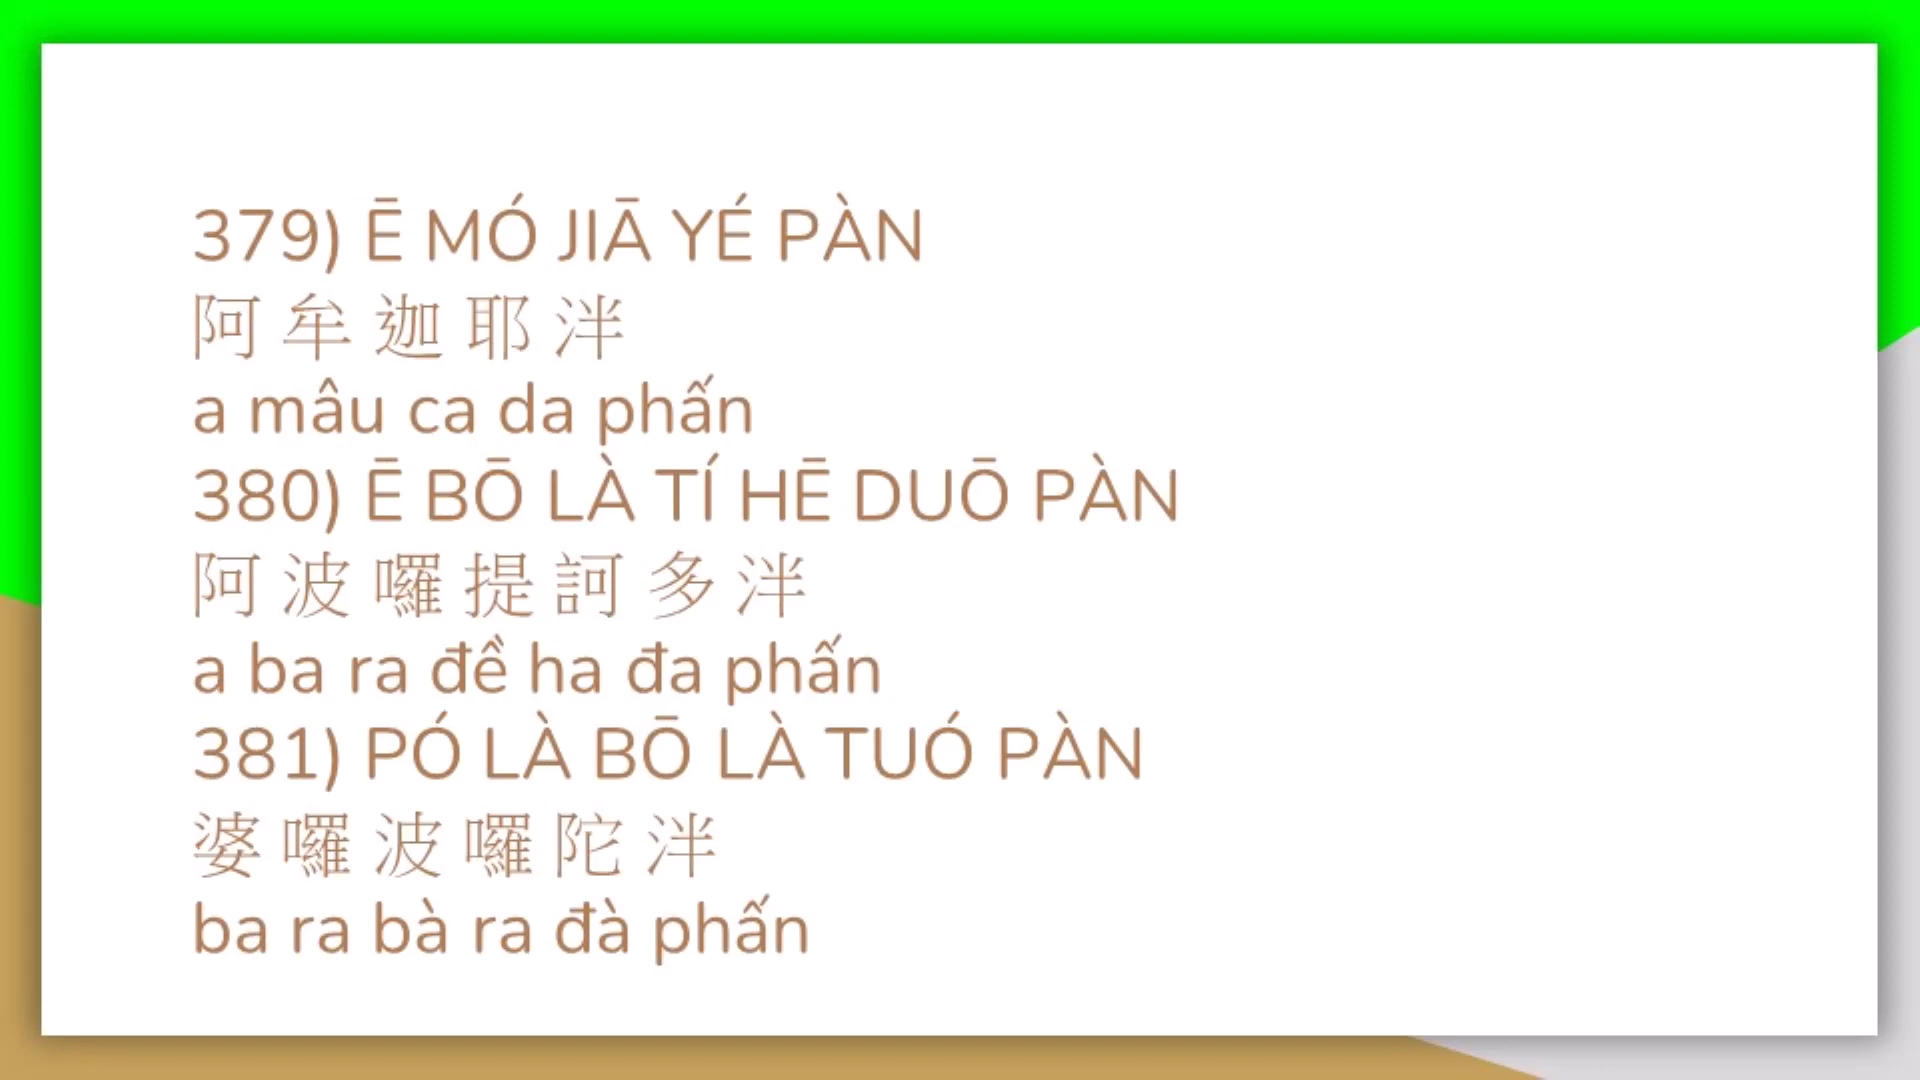 379) Ē MÓ JIĀ YÉ PÀN
阿 牟 迦 耶 泮
a mâu ca da phấn
380) Ē BŌ LÀ TÍ HĒ DUŌ PÀN
阿 波 囉 提 訶 多 泮
a ba ra đề ha đa phấn
381) PÓ LÀ BŌ LÀ TUÓ PÀN
婆 囉 波 囉 陀 泮
ba ra bà ra đà phấn